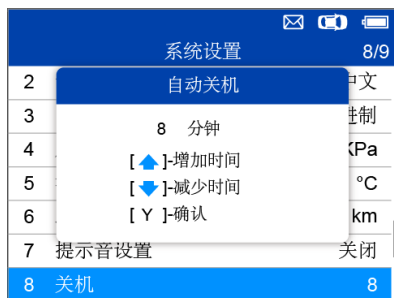 系统设置 8/9
自动关机
8 分钟
[ ]-增加时间
[ ]-减少时间
[ Y ]-确认
2 中文
3 进制
4 KPa
5 °C
6 km
7 提示音设置 关闭
8 关机 8